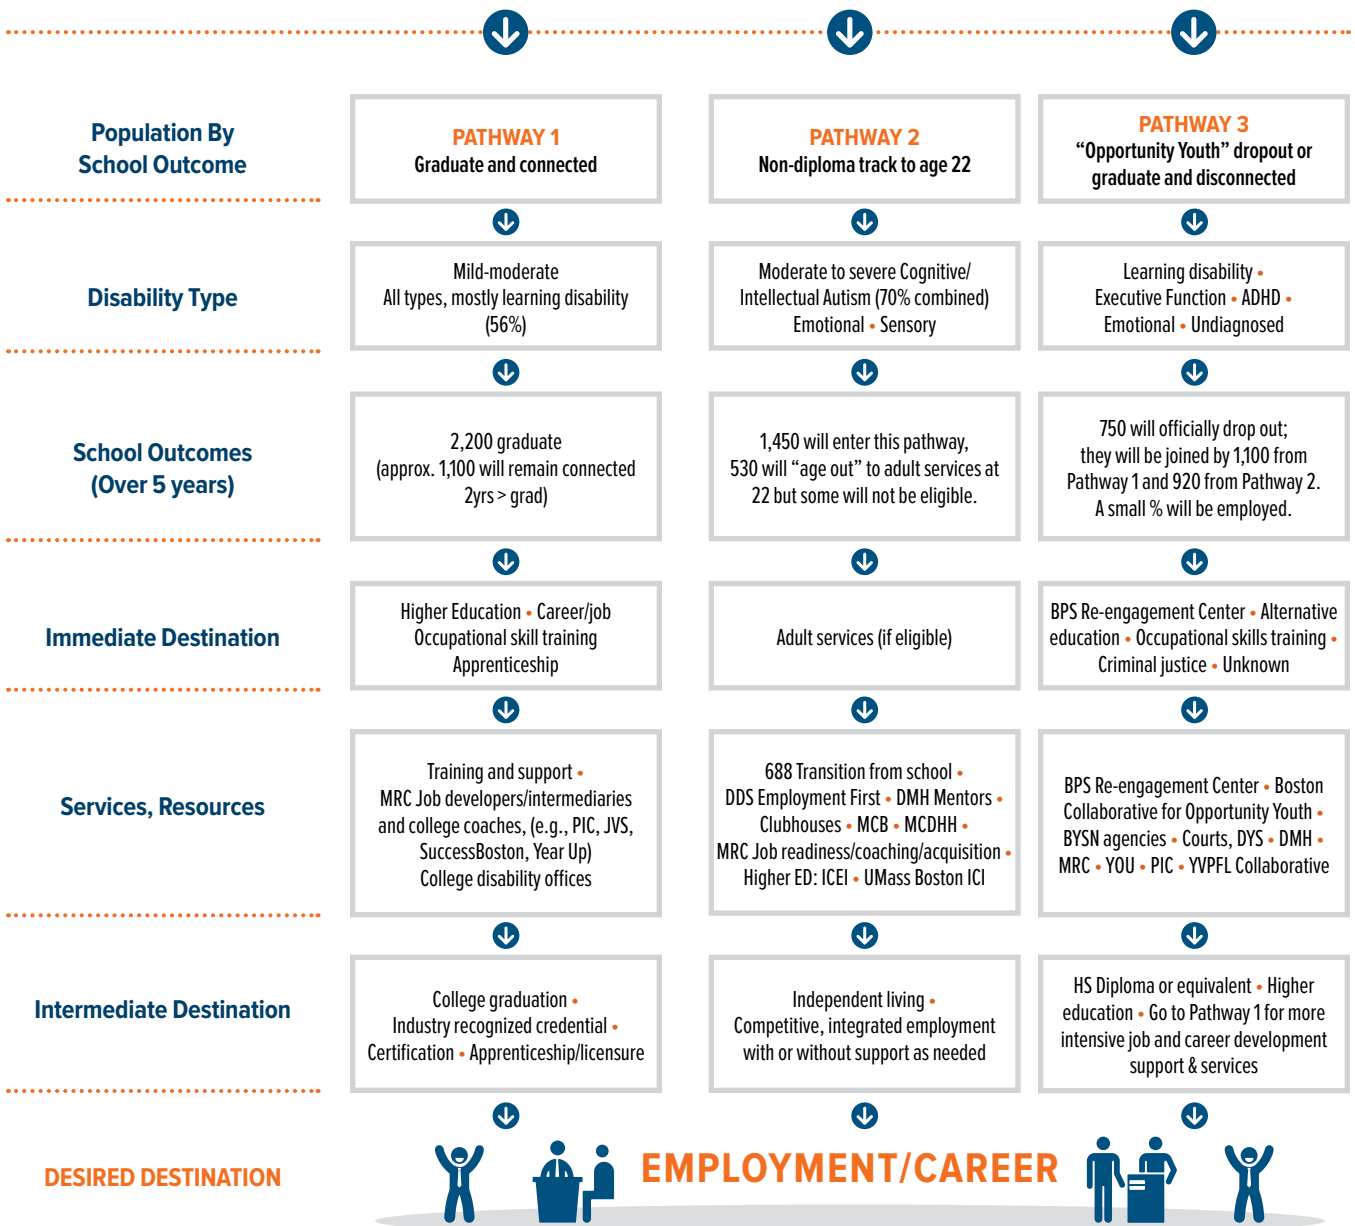 Population By
School Outcome
PATHWAY 1
Graduate and connected
PATHWAY 2
Non-diploma track to age 22
PATHWAY 3
“Opportunity Youth” dropout or
graduate and disconnected
Disability Type
Mild-moderate
All types, mostly learning disability
(56%)
Moderate to severe Cognitive/
Intellectual Autism (70% combined)
Emotional • Sensory
Learning disability •
Executive Function • ADHD •
Emotional • Undiagnosed
School Outcomes
(Over 5 years)
2,200 graduate
(approx. 1,100 will remain connected
2yrs > grad)
1,450 will enter this pathway,
530 will “age out” to adult services at
22 but some will not be eligible.
750 will officially drop out;
they will be joined by 1,100 from
Pathway 1 and 920 from Pathway 2.
A small % will be employed.
Immediate Destination
Higher Education • Career/job
Occupational skill training
Apprenticeship
Adult services (if eligible)
BPS Re-engagement Center • Alternative
education • Occupational skills training •
Criminal justice • Unknown
Services, Resources
Training and support •
MRC Job developers/intermediaries
and college coaches, (e.g., PIC, JVS,
SuccessBoston, Year Up)
College disability offices
688 Transition from school •
DDS Employment First • DMH Mentors •
Clubhouses • MCB • MCDHH •
MRC Job readiness/coaching/acquisition •
Higher ED: ICEI • UMass Boston ICI
BPS Re-engagement Center • Boston
Collaborative for Opportunity Youth •
BYSN agencies • Courts, DYS • DMH •
MRC • YOU • PIC • YVPFL Collaborative
Intermediate Destination
College graduation •
Industry recognized credential •
Certification • Apprenticeship/licensure
Independent living •
Competitive, integrated employment
with or without support as needed
HS Diploma or equivalent • Higher
education • Go to Pathway 1 for more
intensive job and career development
support & services
DESIRED DESTINATION
EMPLOYMENT/CAREER